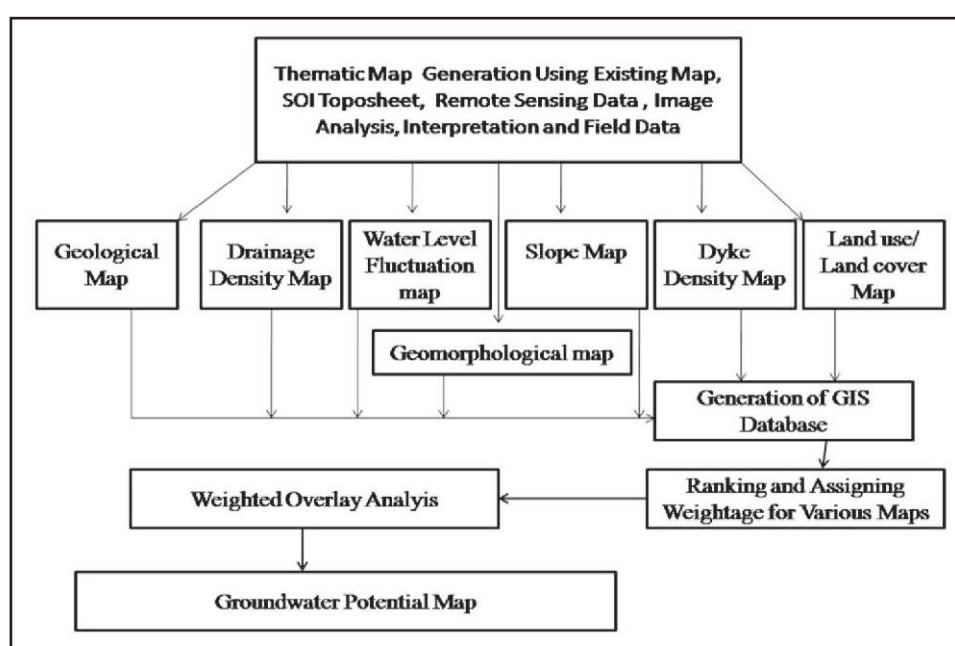 Thematic Map Generation Using Existing Map,
SOI Toposheet, Remote Sensing Data , Image
Analysis, Interpretation and Field Data
Geological
Map
Drainage
Density Map
Water Level
Fluctuation
map
Slope Map
Dyke
Density Map
Land use/
Land cover
Map
Geomorphological map
Generation of GIS
Database
Ranking and Assigning
Weightage for Various Maps
Weighted Overlay Analyis
Groundwater Potential Map